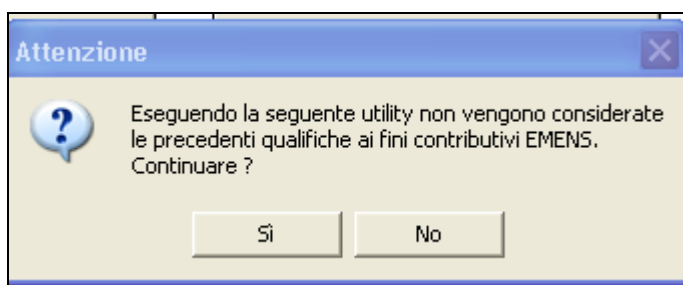 Attenzione
Eseguendo la seguente utility non vengono considerate
le precedenti qualifiche ai fini contributivi EMENS.
Continuare ?
Sì
No